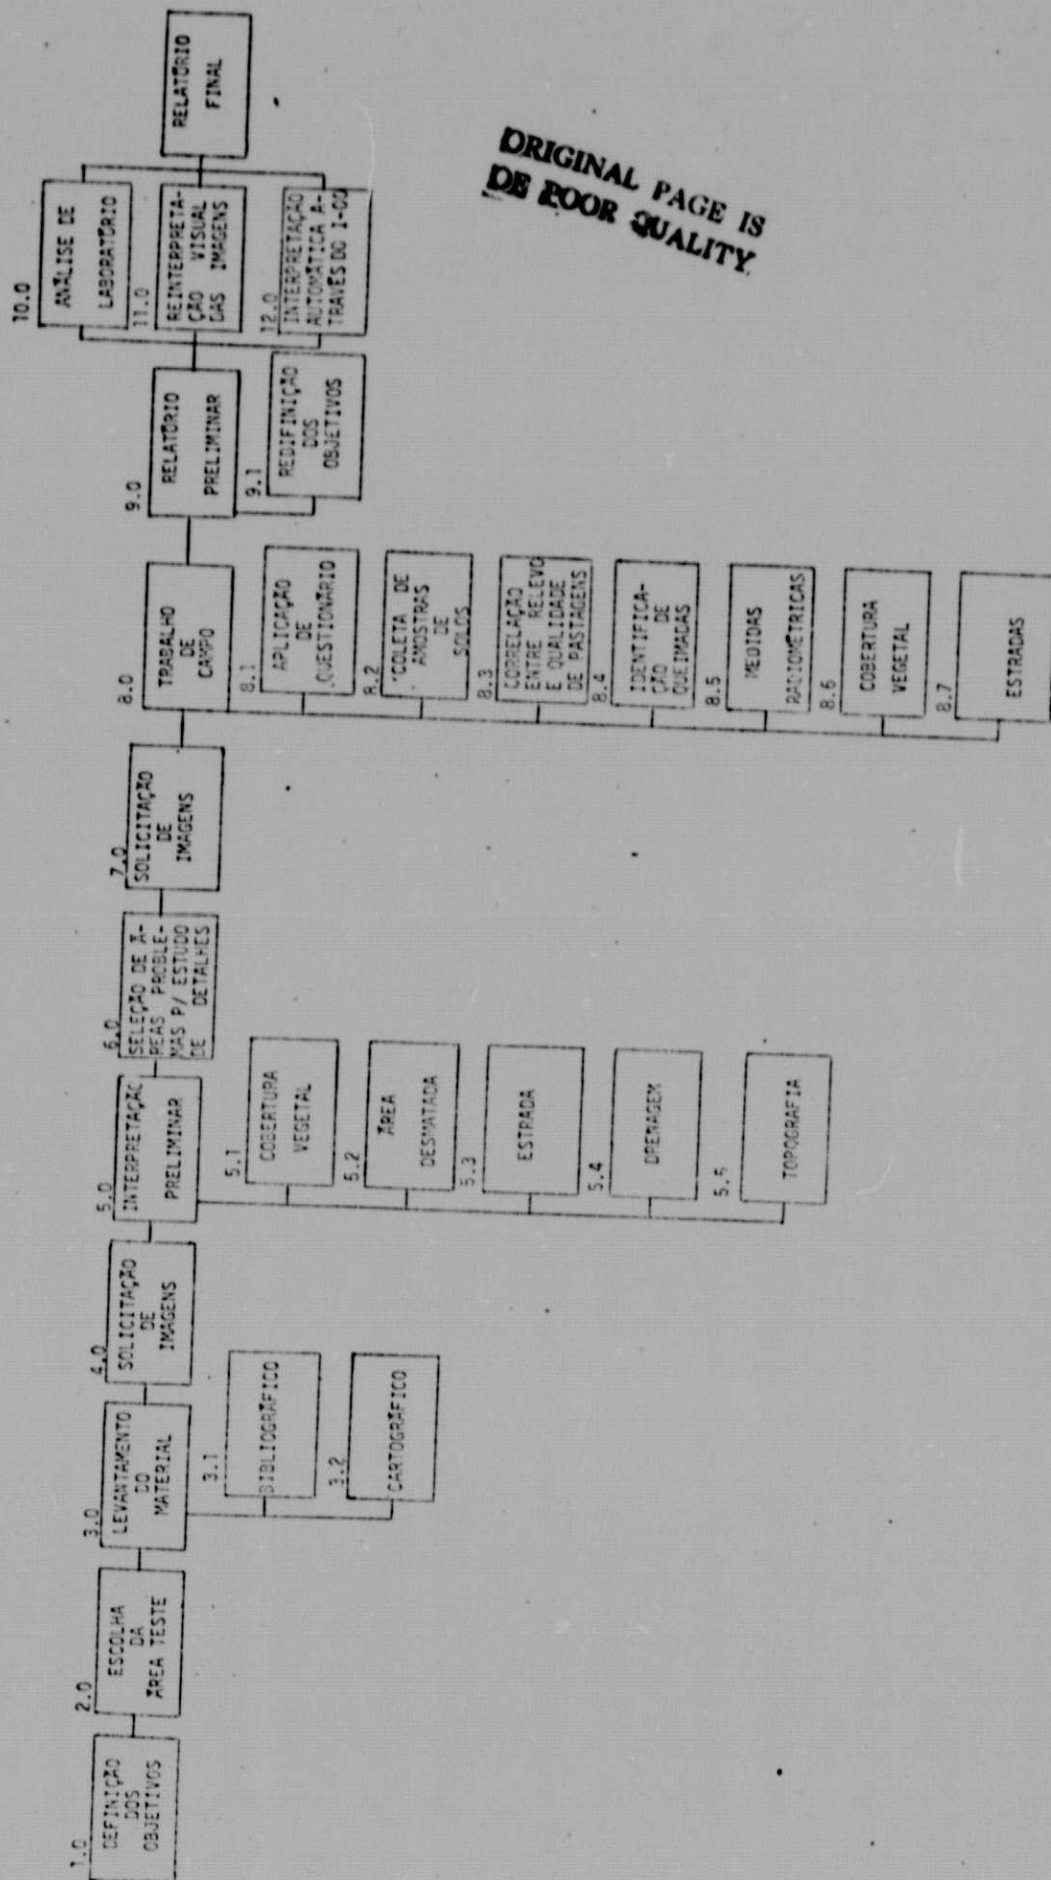 1.0
DEFINIÇÃO
DOS
OBJETIVOS
2.0
ESCOLHA
DA
ÁREA TESTE
3.0
LEVANTAMENTO
DO
MATERIAL
3.1
BIBLIOGRÁFICO
3.2
CARTOGRÁFICO
4.0
SOLICITAÇÃO
DE
IMAGENS
5.0
INTERPRETAÇÃO
PRELIMINAR
5.1
COBERTURA
VEGETAL
5.2
ÁREA
DESMATADA
5.3
ESTRADA
5.4
DRENAGEM
5.5
TOPOGRAFIA
6.0
SELEÇÃO DE Á-
REAS PROBLE-
MAS P/ ESTUDO
DE DETALHES
7.0
SOLICITAÇÃO
DE
IMAGENS
8.0
TRABALHO
DE
CAMPO
8.1
APLICAÇÃO
DE
QUESTIONÁRIO
8.2
COLETA DE
AMOSTRAS
DE
SOLOS
8.3
CORRELAÇÃO
ENTRE RELEVO
E QUALIDADE
DE PASTAGENS
8.4
IDENTIFICA-
ÇÃO DE
QUEIMADAS
8.5
MEDIDAS
RADIOMÉTRICAS
8.6
COBERTURA
VEGETAL
8.7
ESTRADAS
9.0
RELATÓRIO
PRELIMINAR
9.1
REDIFINIÇÃO
DOS
OBJETIVOS
10.0
ANÁLISE DE
LABORATÓRIO
11.0
REINTERPRETA-
ÇÃO VISUAL
DAS IMAGENS
12.0
INTERPRETAÇÃO
AUTOMÁTICA A-
TRAVÉS DO
RELATÓRIO
FINAL
ORIGINAL PAGE IS
DE POOR QUALITY